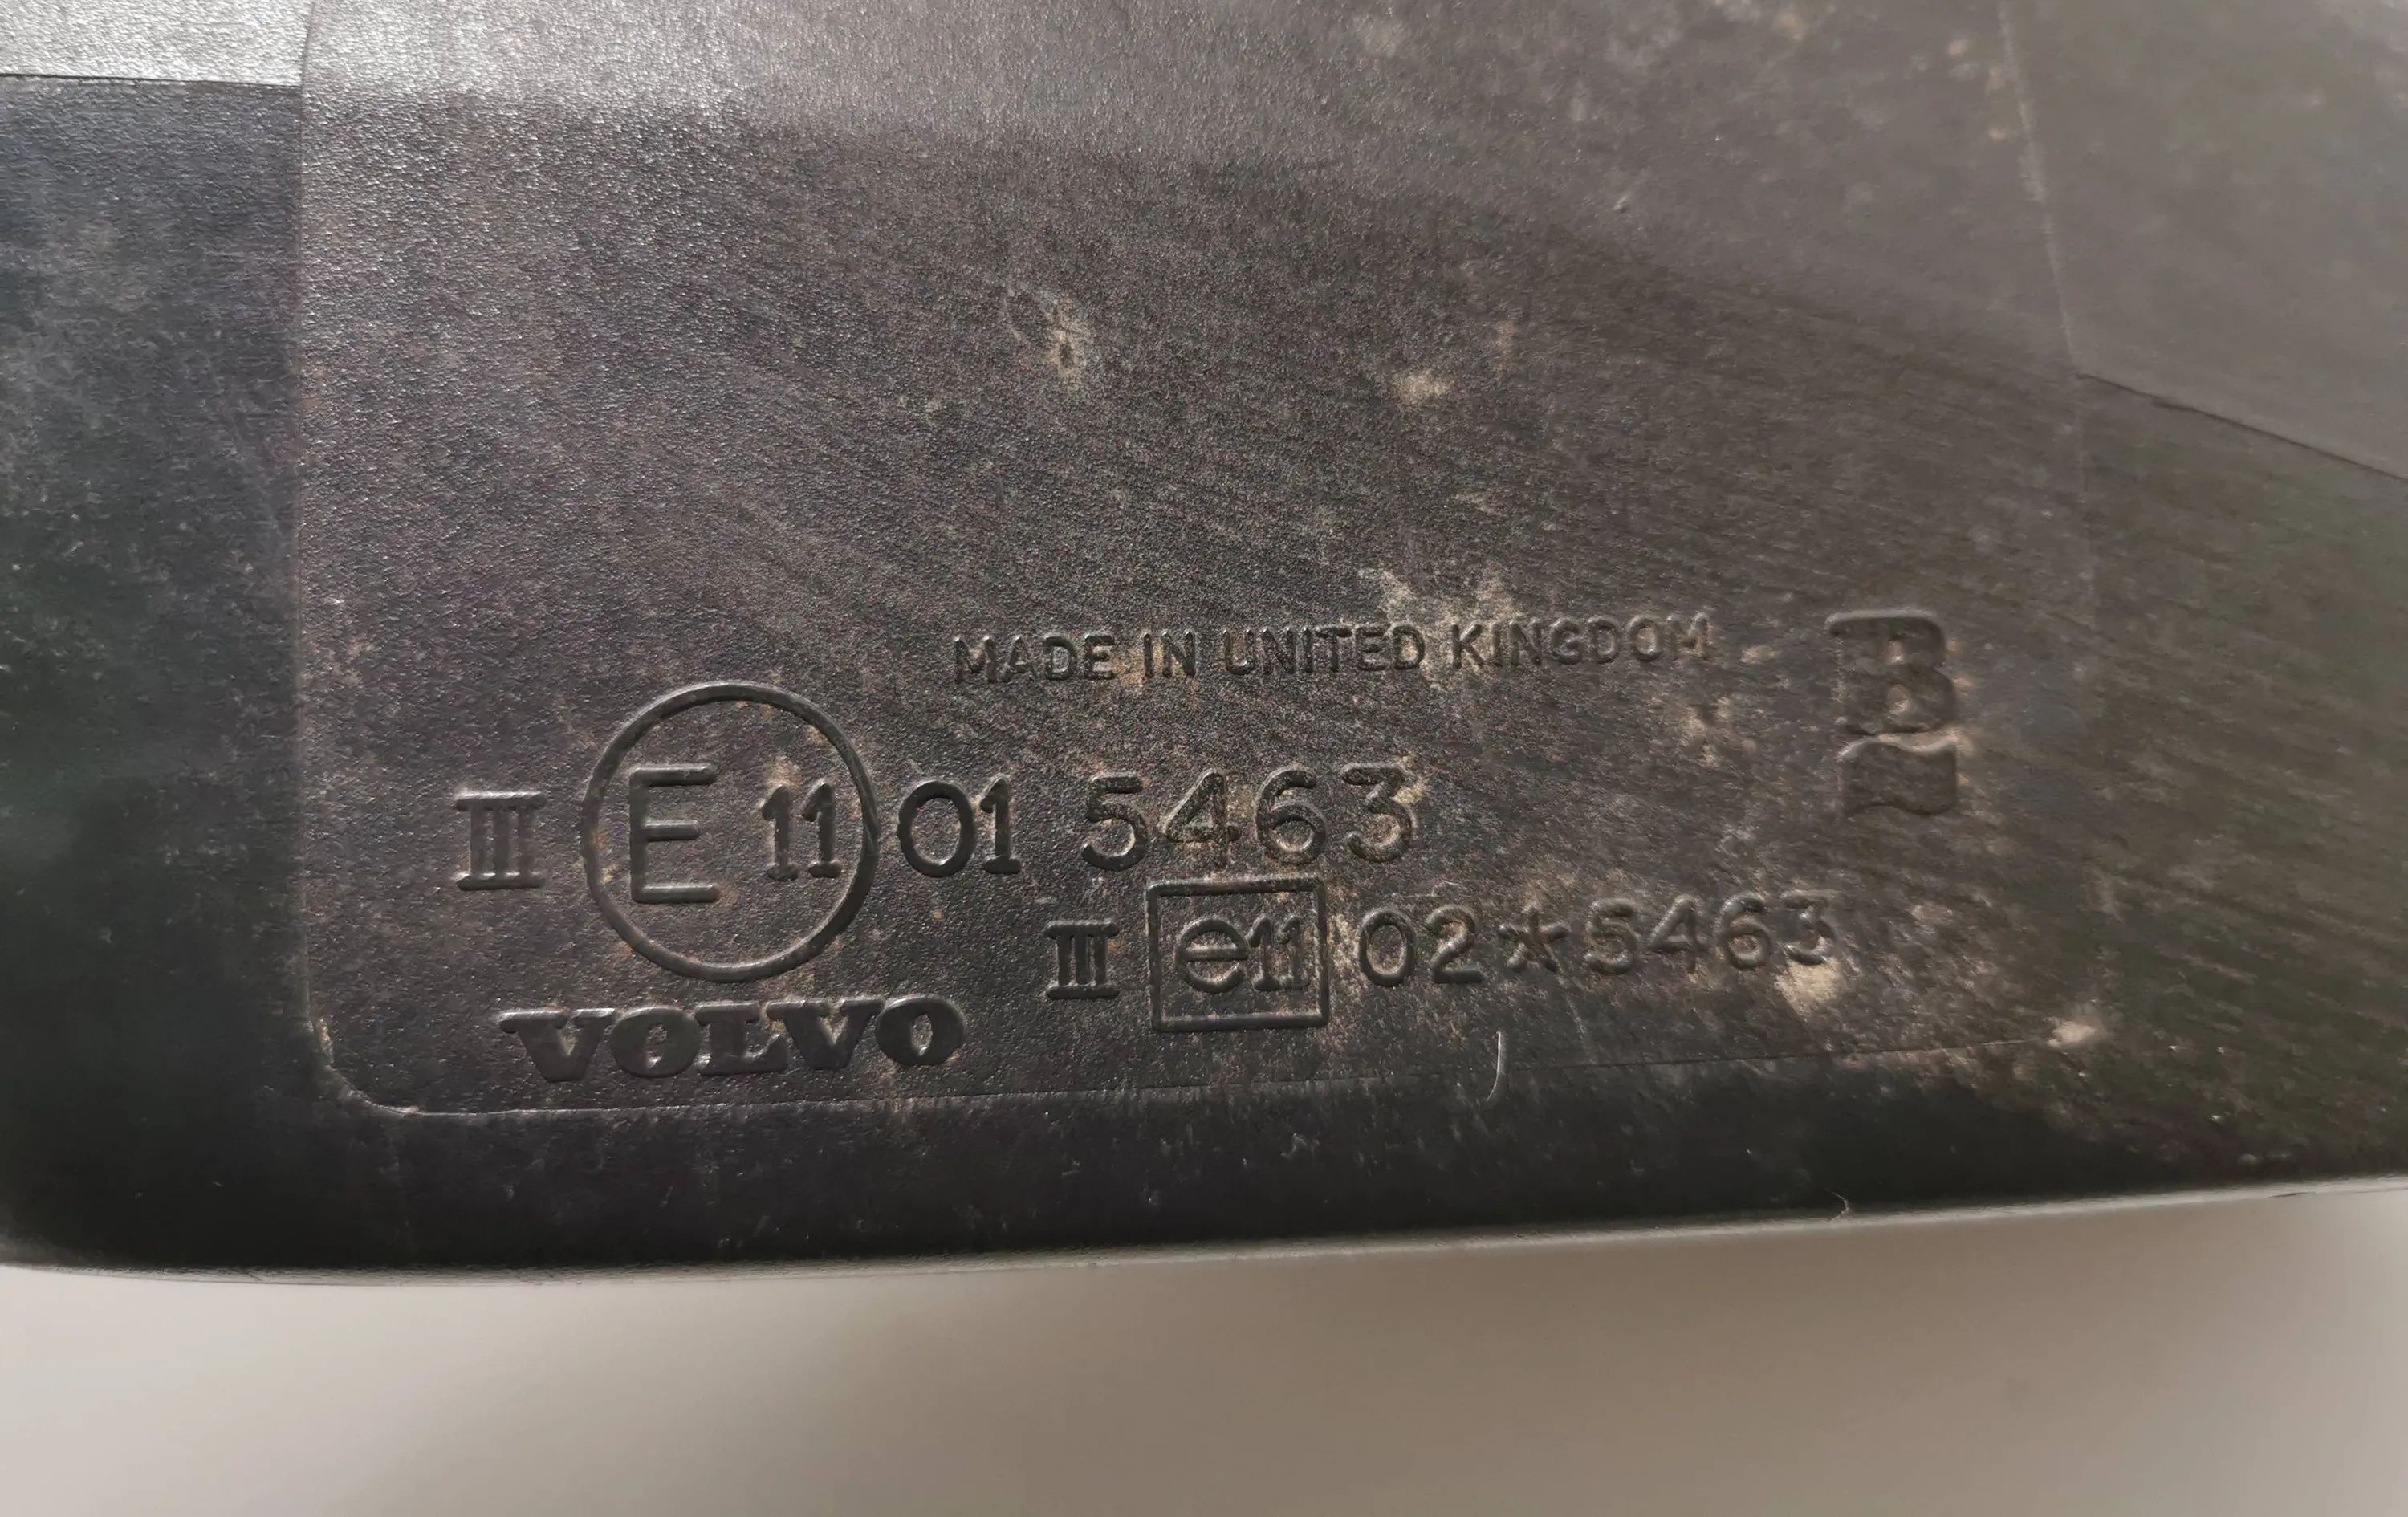 MADE IN UNITED KINGDOM
III E 11 01 5463
III e11 02*5463
VOLVO